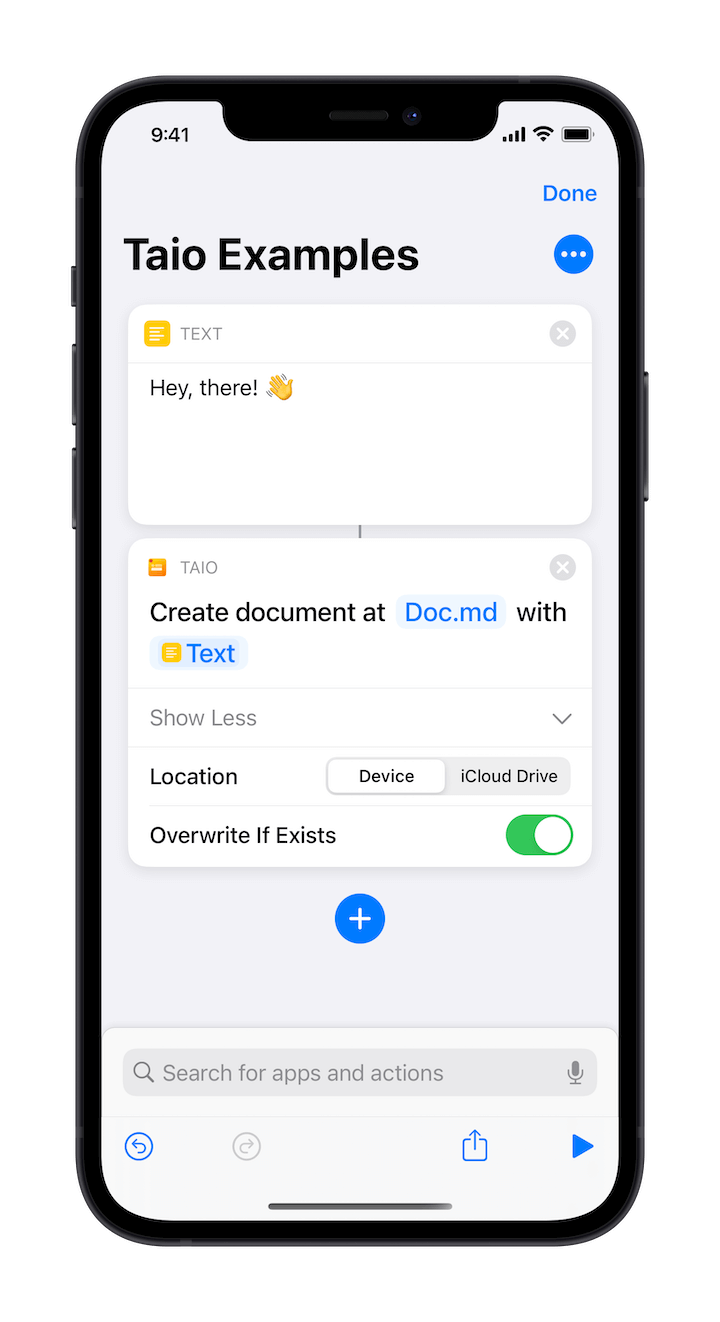 9:41
Done
Taio Examples
TEXT
Hey, there! 👋
TAIO
Create document at Doc.md with
Text
Show Less
Location Device iCloud Drive
Overwrite If Exists
Search for apps and actions